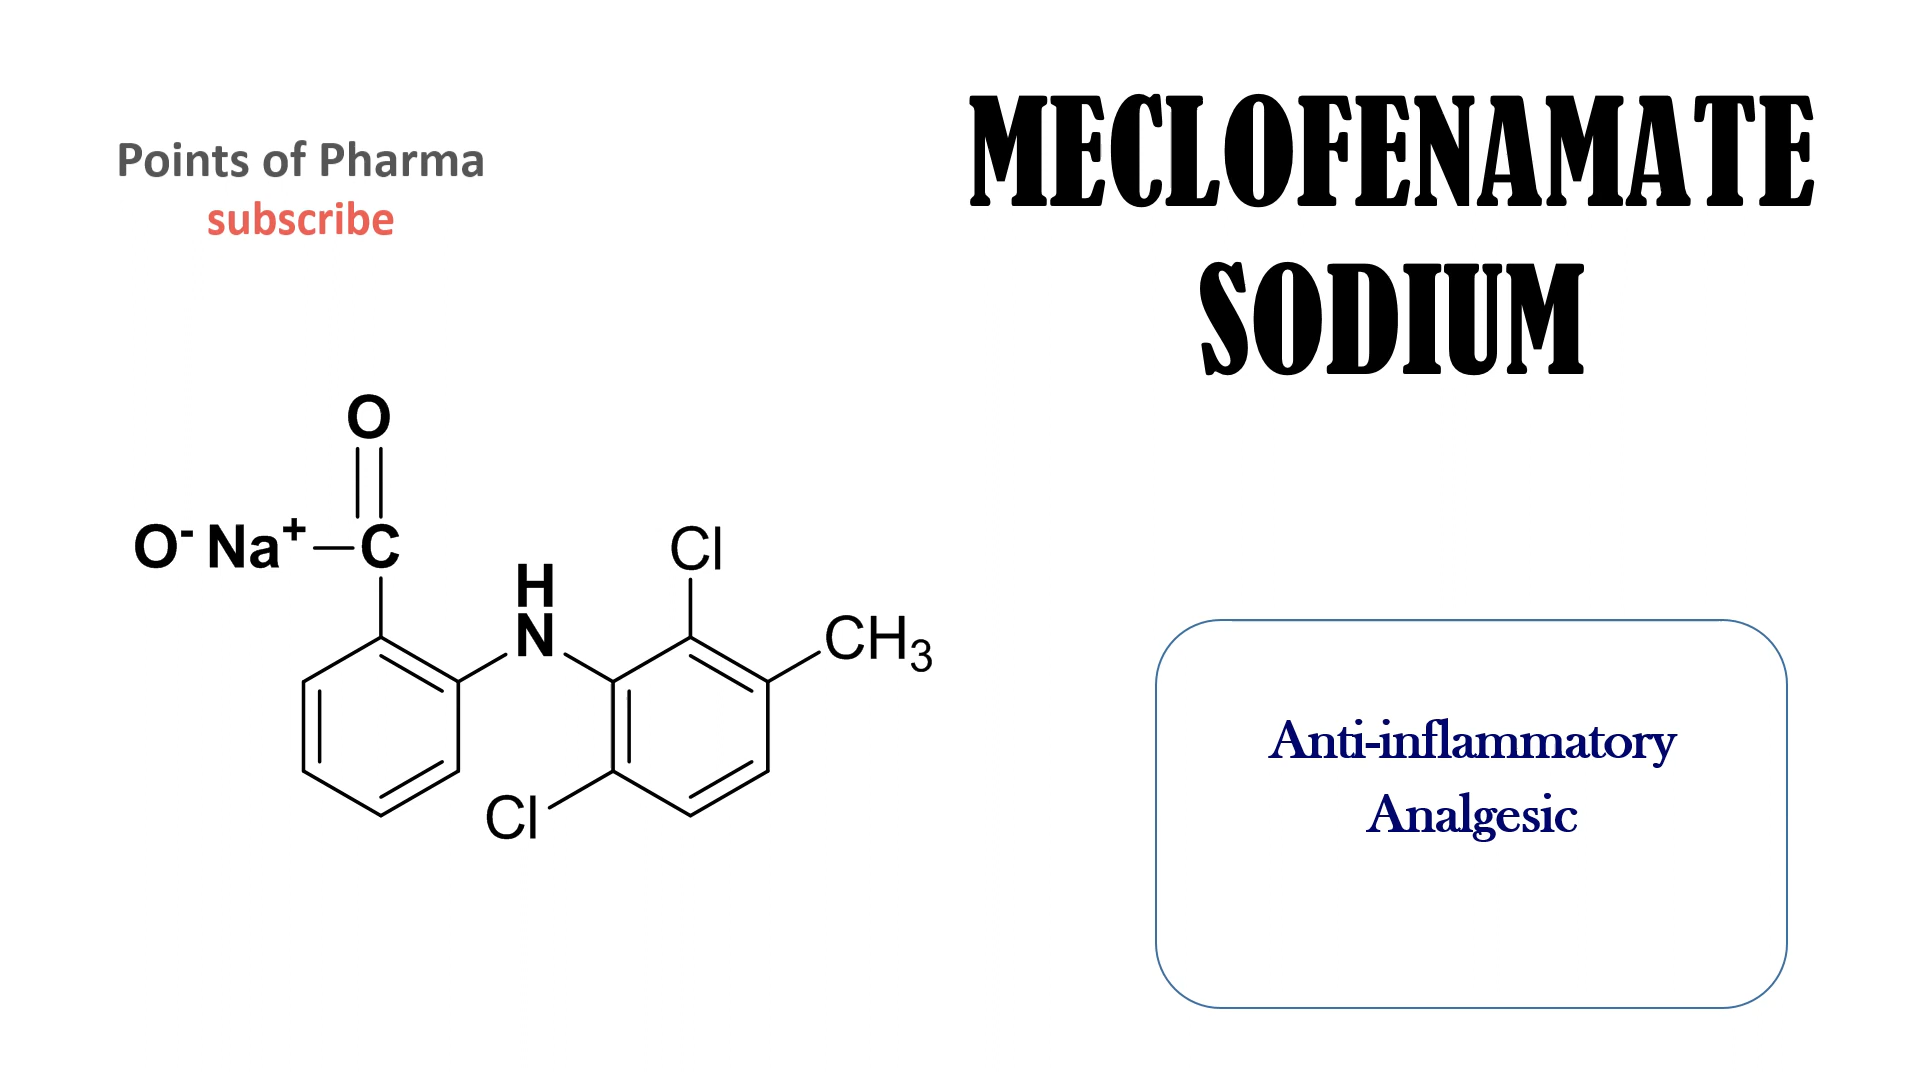 Points of Pharma
subscribe
MECLOFENAMATE
SODIUM
O
O- Na+ C
H
N
Cl
CH3
Cl
Anti-inflammatory
Analgesic